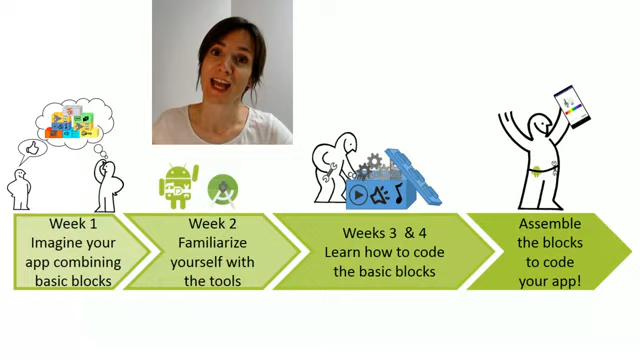 Week 1
Imagine your
app combining
basic blocks
Week 2
Familiarize
yourself with
the tools
Weeks 3 & 4
Learn how to code
the basic blocks
Assemble
the blocks
to code
your app!